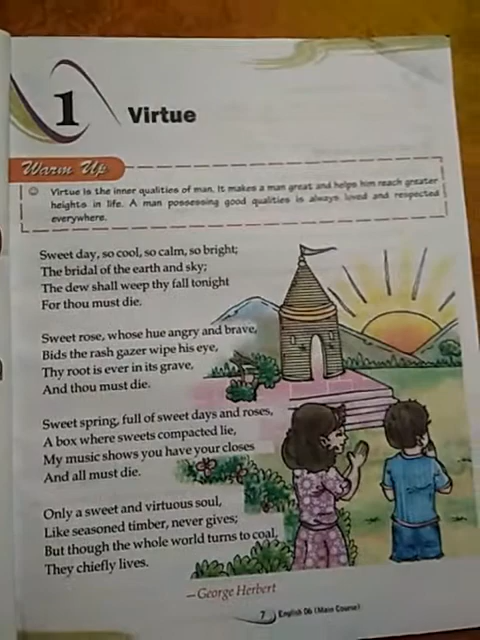 1
Virtue
Warm Up
Virtue is the inner qualities of man. It makes a man great and helps him reach greater
heights in life. A man possessing good qualities is always loved and respected
everywhere.
Sweet day, so cool, so calm, so bright;
The bridal of the earth and sky;
The dew shall weep thy fall tonight
For thou must die.
Sweet rose, whose hue angry and brave,
Bids the rash gazer wipe his eye,
Thy root is ever in its grave,
And thou must die.
Sweet spring, full of sweet days and roses,
A box where sweets compacted lie,
My music shows you have your closes
And all must die.
Only a sweet and virtuous soul,
Like seasoned timber, never gives;
But though the whole world turns to coal,
They chiefly lives.
—George Herbert
7 English 06 (Main Course)